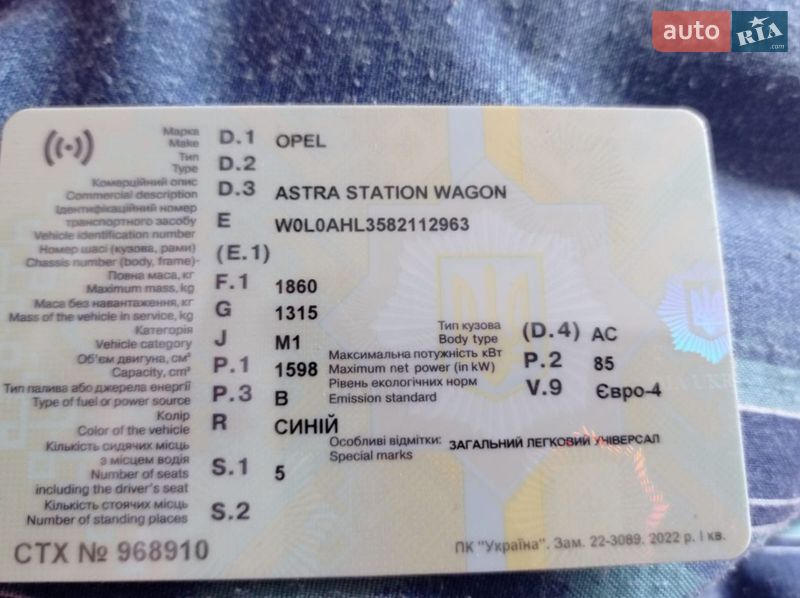 auto RIA
.com
Марка
Make D.1 OPEL
Тип
Type D.2
Комерційний опис
Commercial description D.3 ASTRA STATION WAGON
Ідентифікаційний номер
транспортного засобу
Vehicle identification number E W0L0AHL3582112963
Номер шасі (кузова, рами)
Chassis number (body, frame)- (E.1)
Повна маса, кг
Maximum mass, kg F.1 1860
Маса без навантаження, кг
Mass of the vehicle in service, kg G 1315
Категорія
Vehicle category J M1
Тип кузова
Body type (D.4) AC
Об'єм двигуна, см³
Capacity, cm³ P.1 1598
Максимальна потужність кВт
Maximum net power (in kW) P.2 85
Тип палива або джерела енергії
Type of fuel or power source P.3 B
Рівень екологічних норм
Emission standard V.9 Євро-4
Колір
Color of the vehicle R СИНІЙ
Особливі відмітки: ЗАГАЛЬНИЙ ЛЕГКОВИЙ УНІВЕРСАЛ
Special marks
Кількість сидячих місць
з місцем водія
Number of seats
including the driver's seat S.1 5
Кількість стоячих місць
Number of standing places S.2
СТХ № 968910
ПК "Україна". Зам. 22-3089. 2022 р. І кв.